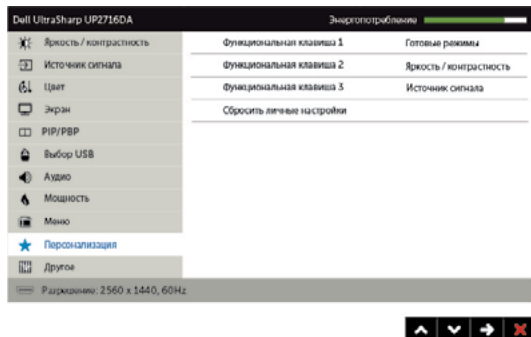 Dell UltraSharp UP2716DA Энергопотребление
Яркость / контрастность Функциональная клавиша 1 Готовые режимы
Источник сигнала Функциональная клавиша 2 Яркость / контрастность
Цвет Функциональная клавиша 3 Источник сигнала
Экран Сбросить личные настройки
PIP/PBP
Выбор USB
Аудио
Мощность
Меню
Персонализация
Другое
Разрешение: 2560 x 1440, 60Hz